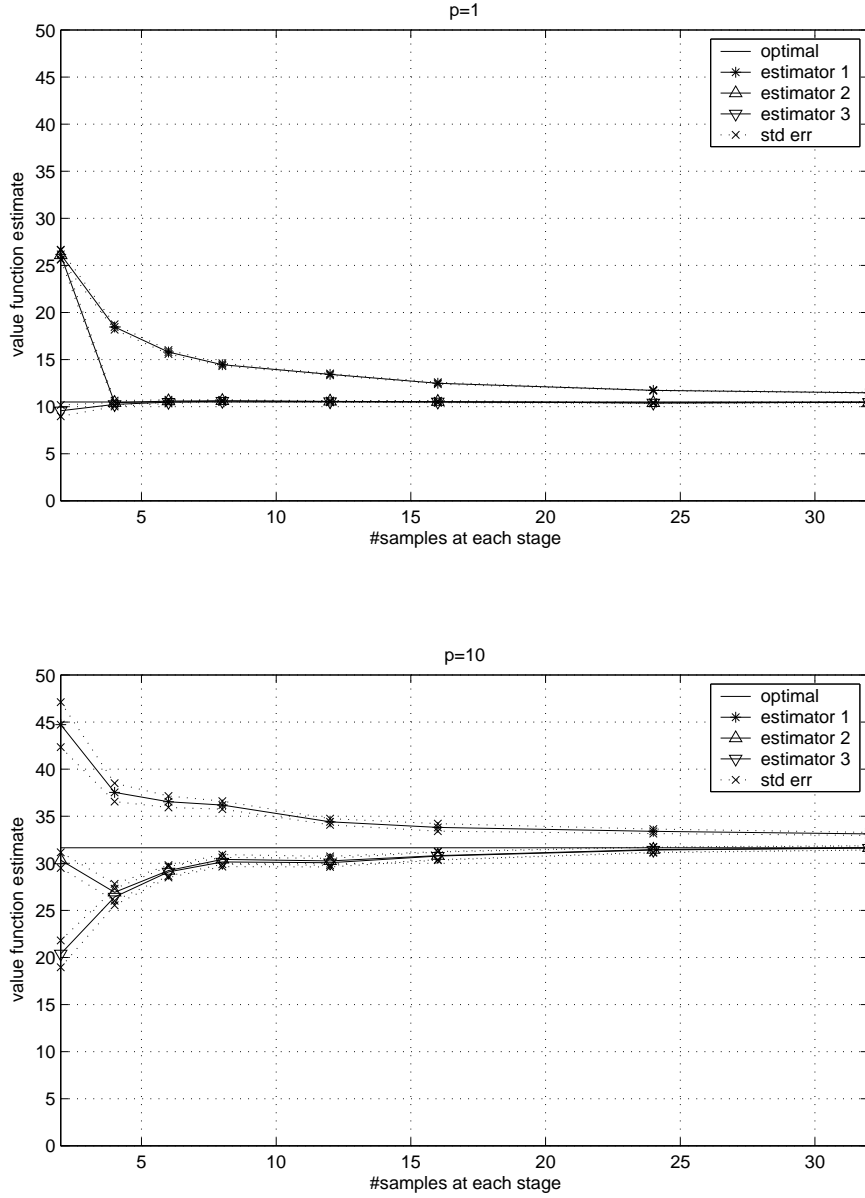 p=1
50
45
40
35
30
25
20
15
10
5
0
value function estimate
5
10
15
20
25
30
#samples at each stage
optimal
estimator 1
estimator 2
estimator 3
std err
p=10
50
45
40
35
30
25
20
15
10
5
0
value function estimate
5
10
15
20
25
30
#samples at each stage
optimal
estimator 1
estimator 2
estimator 3
std err